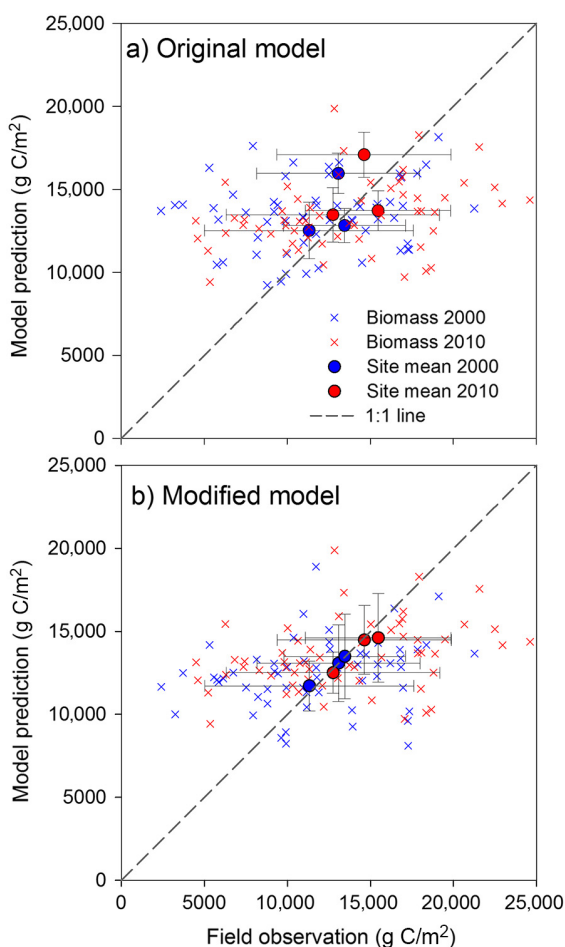 25,000
a) Original model
20,000
15,000
10,000
5000
0
Model prediction (g C/m²)
Biomass 2000
Biomass 2010
Site mean 2000
Site mean 2010
1:1 line
25,000
b) Modified model
20,000
15,000
10,000
5000
0
Model prediction (g C/m²)
0 5000 10,000 15,000 20,000 25,000
Field observation (g C/m²)